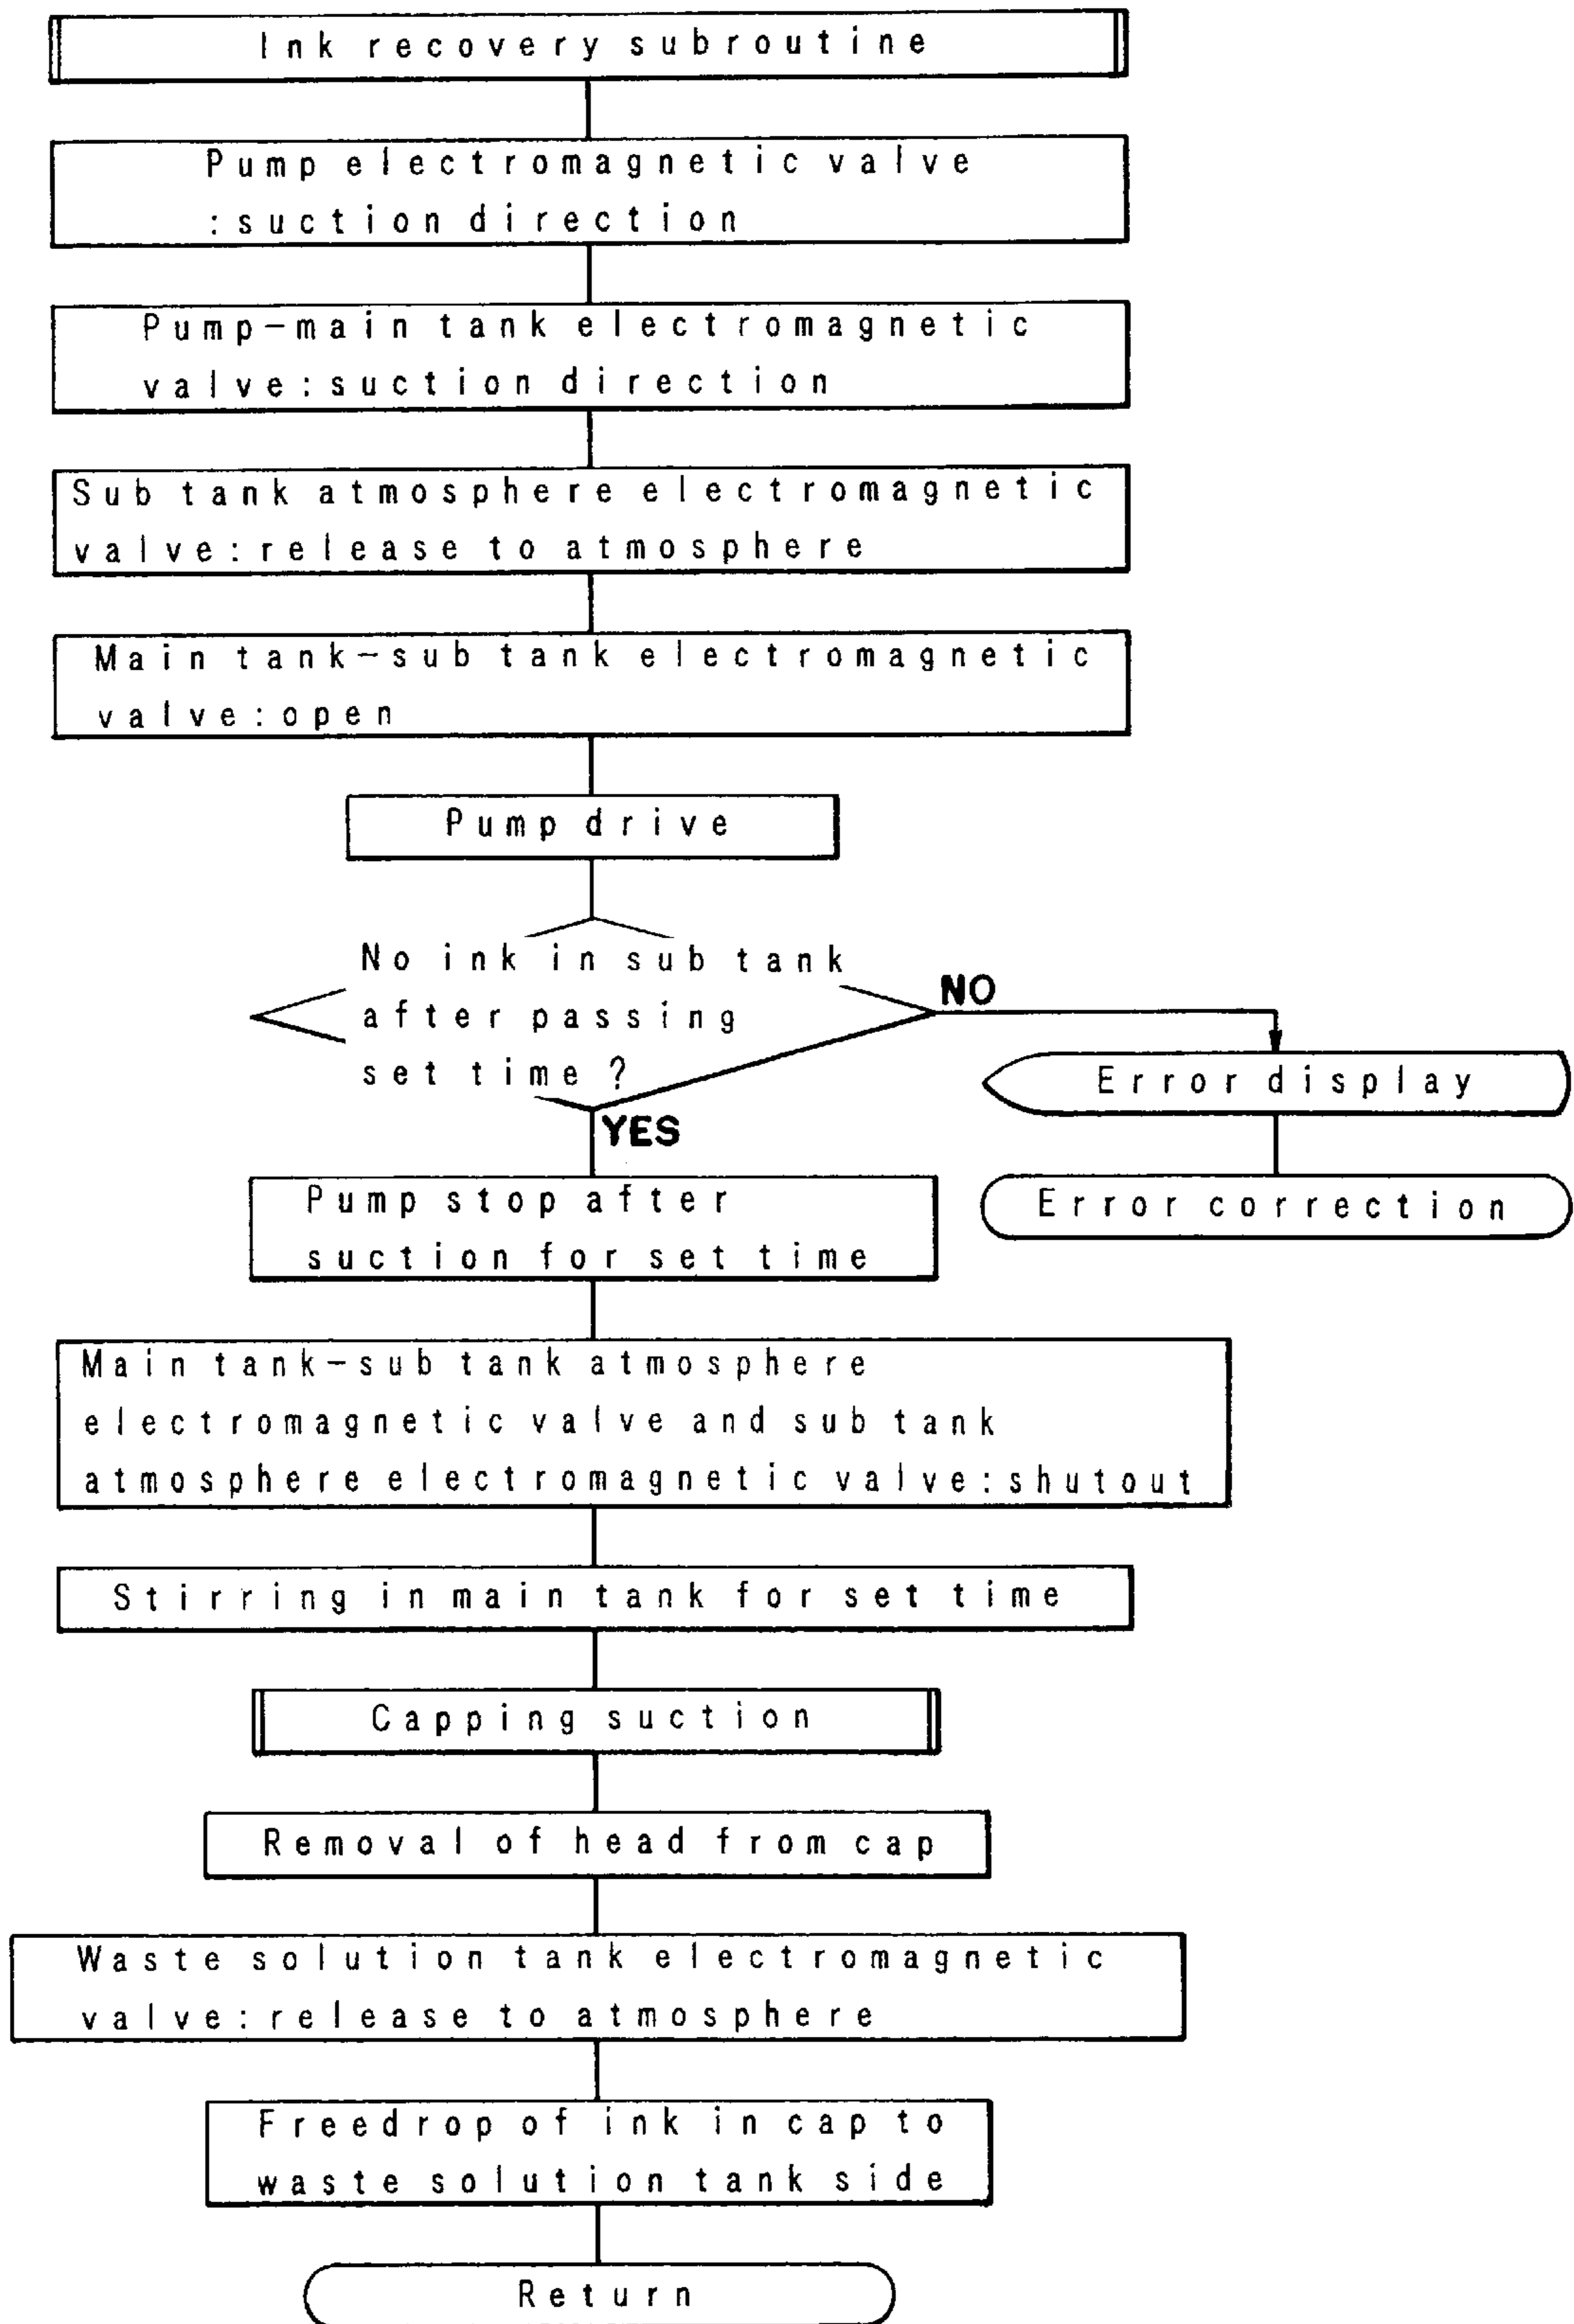 Ink recovery subroutine
Pump electromagnetic valve
:suction direction
Pump-main tank electromagnetic
valve:suction direction
Sub tank atmosphere electromagnetic
valve:release to atmosphere
Main tank-sub tank electromagnetic
valve:open
Pump drive
No ink in sub tank
after passing
set time ?
NO
Error display
YES
Error correction
Pump stop after
suction for set time
Main tank-sub tank atmosphere
electromagnetic valve and sub tank
atmosphere electromagnetic valve:shutout
Stirring in main tank for set time
Capping suction
Removal of head from cap
Waste solution tank electromagnetic
valve:release to atmosphere
Freedrop of ink in cap to
waste solution tank side
Return